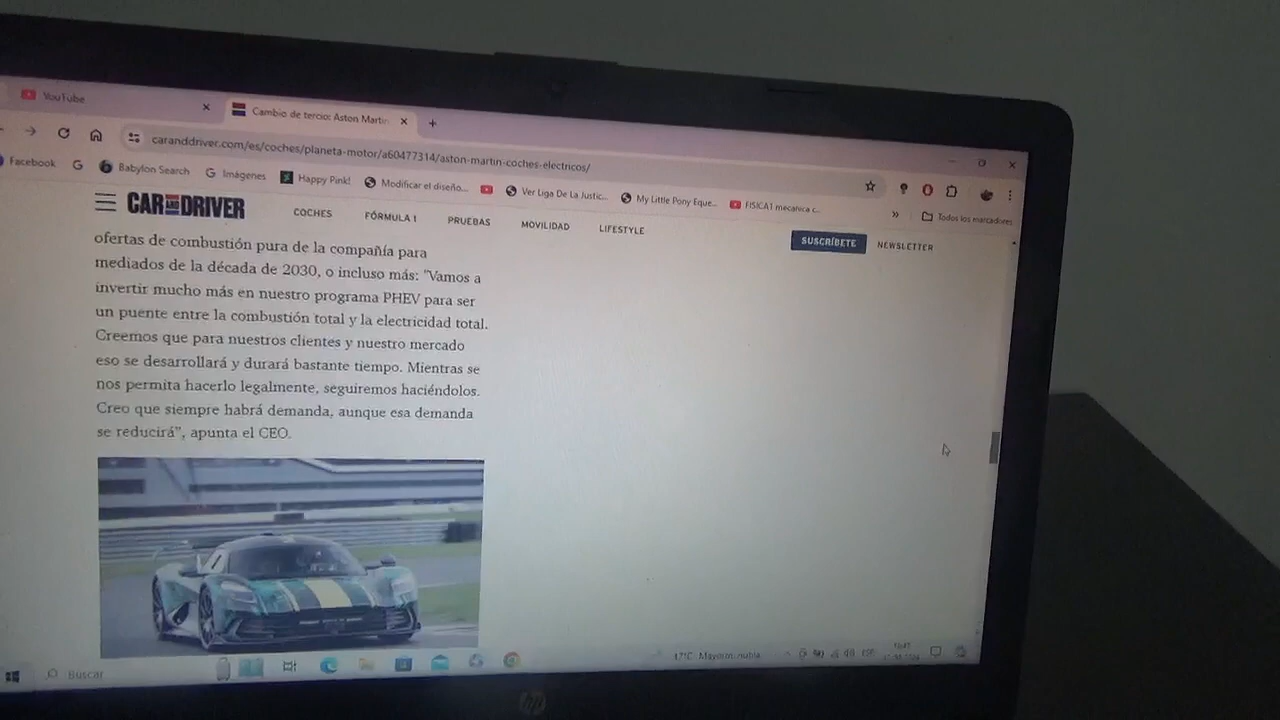 YouTube
Cambio de tercio: Aston Martin
caranddriver.com/es/coches/planeta-motor/a60477314/aston-martin-coches-electricos/
Facebook
Babylon Search
Imágenes
Happy Pink!
Modificar el diseño...
Ver Liga De La Justic...
My Little Pony Eque...
FISICA1 mecanica c...
Todos los marcadores
CAR AND DRIVER
COCHES
FÓRMULA 1
PRUEBAS
MOVILIDAD
LIFESTYLE
SUSCRÍBETE
NEWSLETTER
ofertas de combustión pura de la compañía para
mediados de la década de 2030, o incluso más: "Vamos a
invertir mucho más en nuestro programa PHEV para ser
un puente entre la combustión total y la electricidad total.
Creemos que para nuestros clientes y nuestro mercado
eso se desarrollará y durará bastante tiempo. Mientras se
nos permita hacerlo legalmente, seguiremos haciéndolos.
Creo que siempre habrá demanda, aunque esa demanda
se reducirá", apunta el CEO.
Buscar
17°C Mayorm. nubla.
ESP
hp